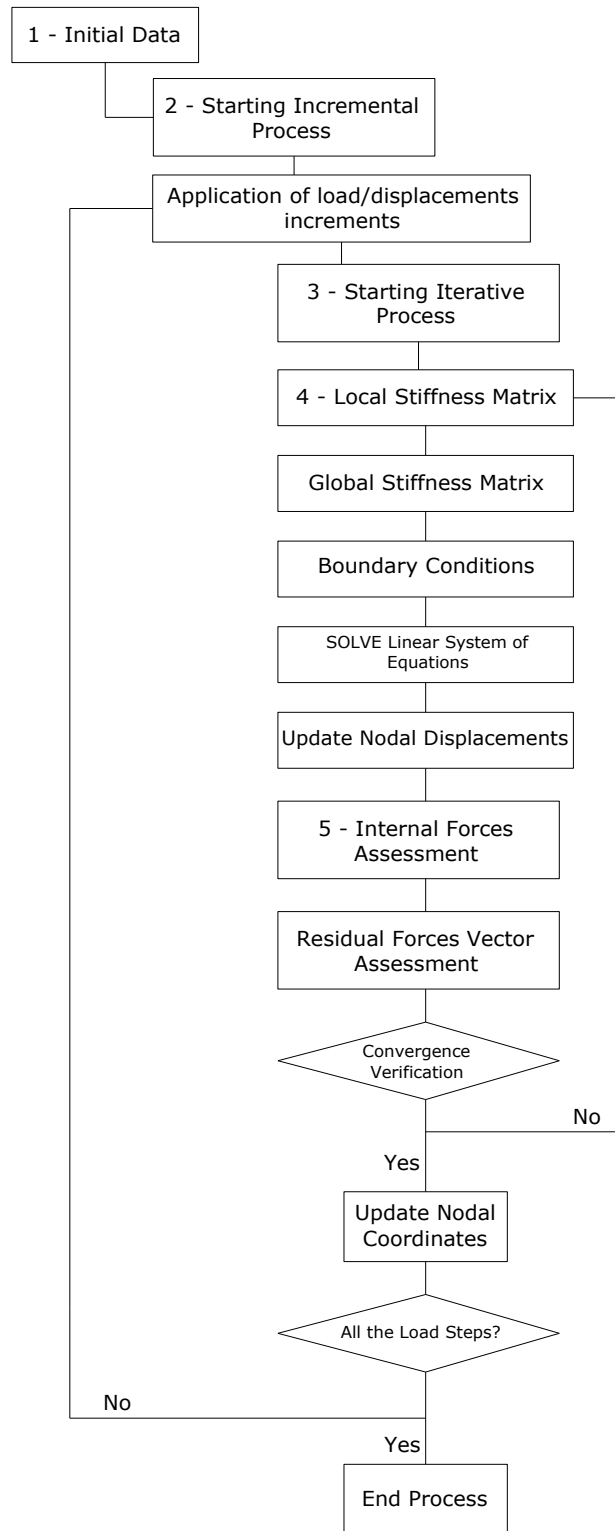 1 - Initial Data
2 - Starting Incremental
Process
Application of load/displacements
increments
3 - Starting Iterative
Process
4 - Local Stiffness Matrix
Global Stiffness Matrix
Boundary Conditions
SOLVE Linear System of
Equations
Update Nodal Displacements
5 - Internal Forces
Assessment
Residual Forces Vector
Assessment
Convergence
Verification
No
Yes
Update Nodal
Coordinates
All the Load Steps?
No
Yes
End Process